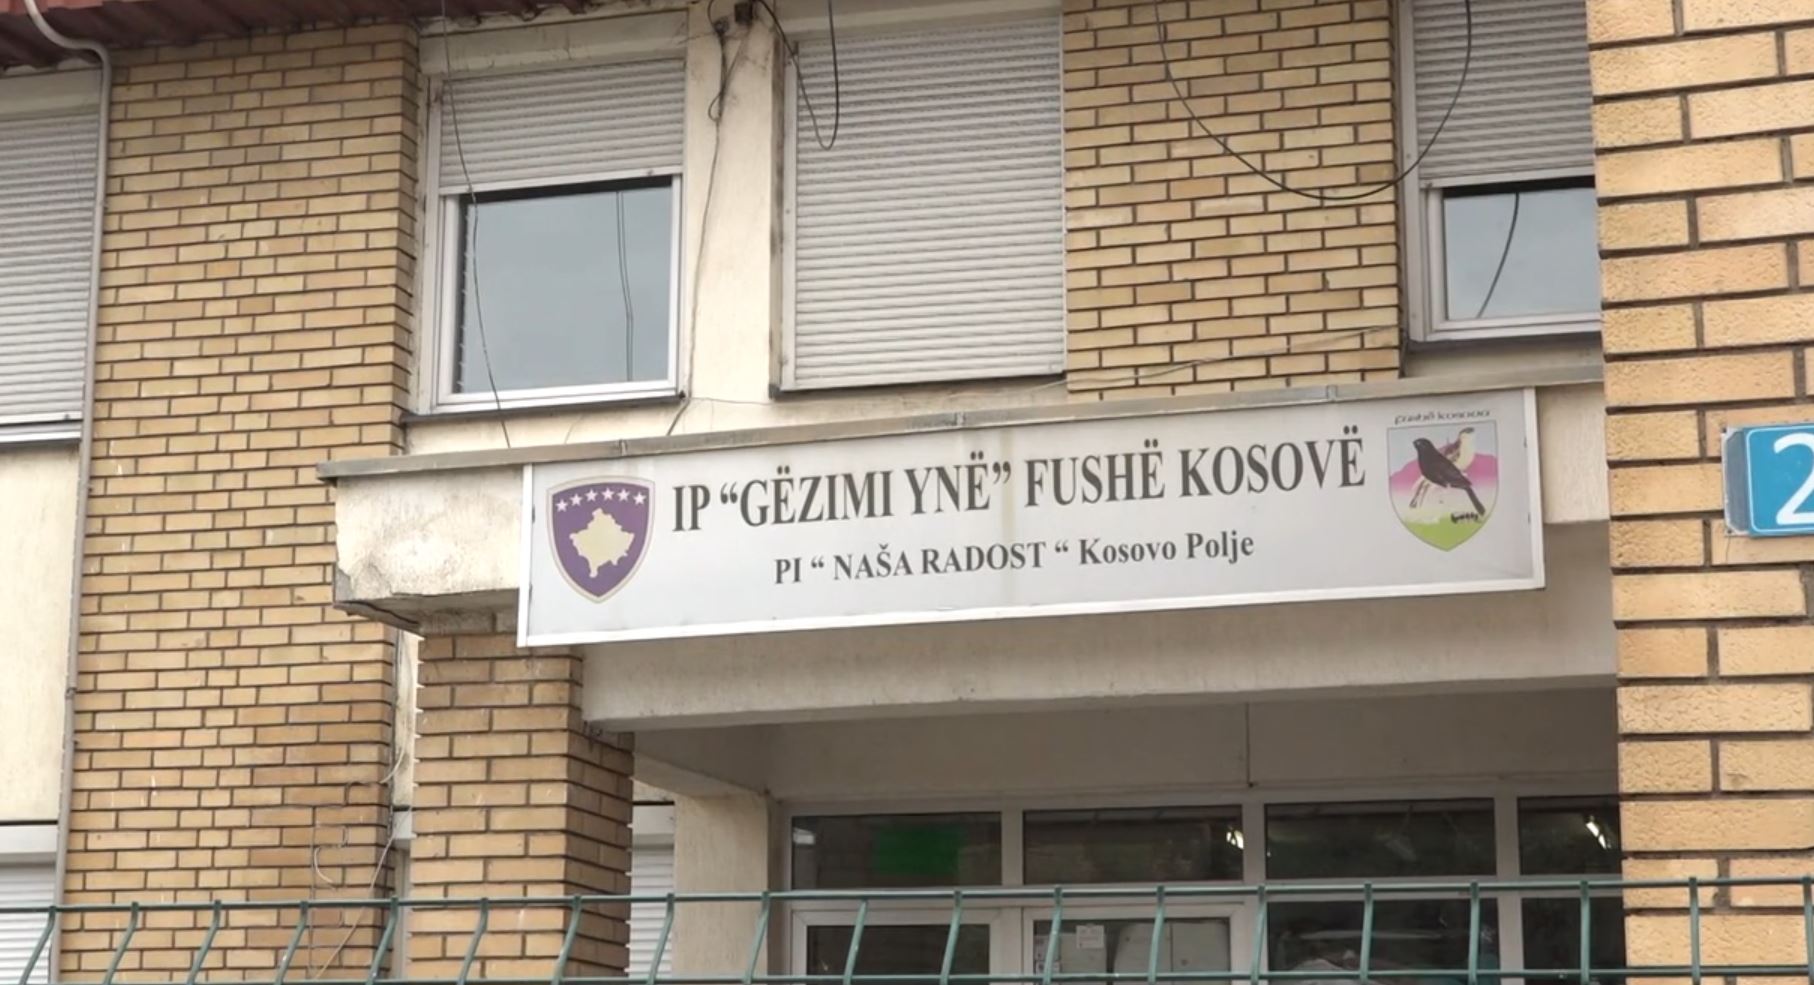 IP “GËZIMI YNË” FUSHË KOSOVË
PI “ NAŠA RADOST “ Kosovo Polje
fushë kosova
2